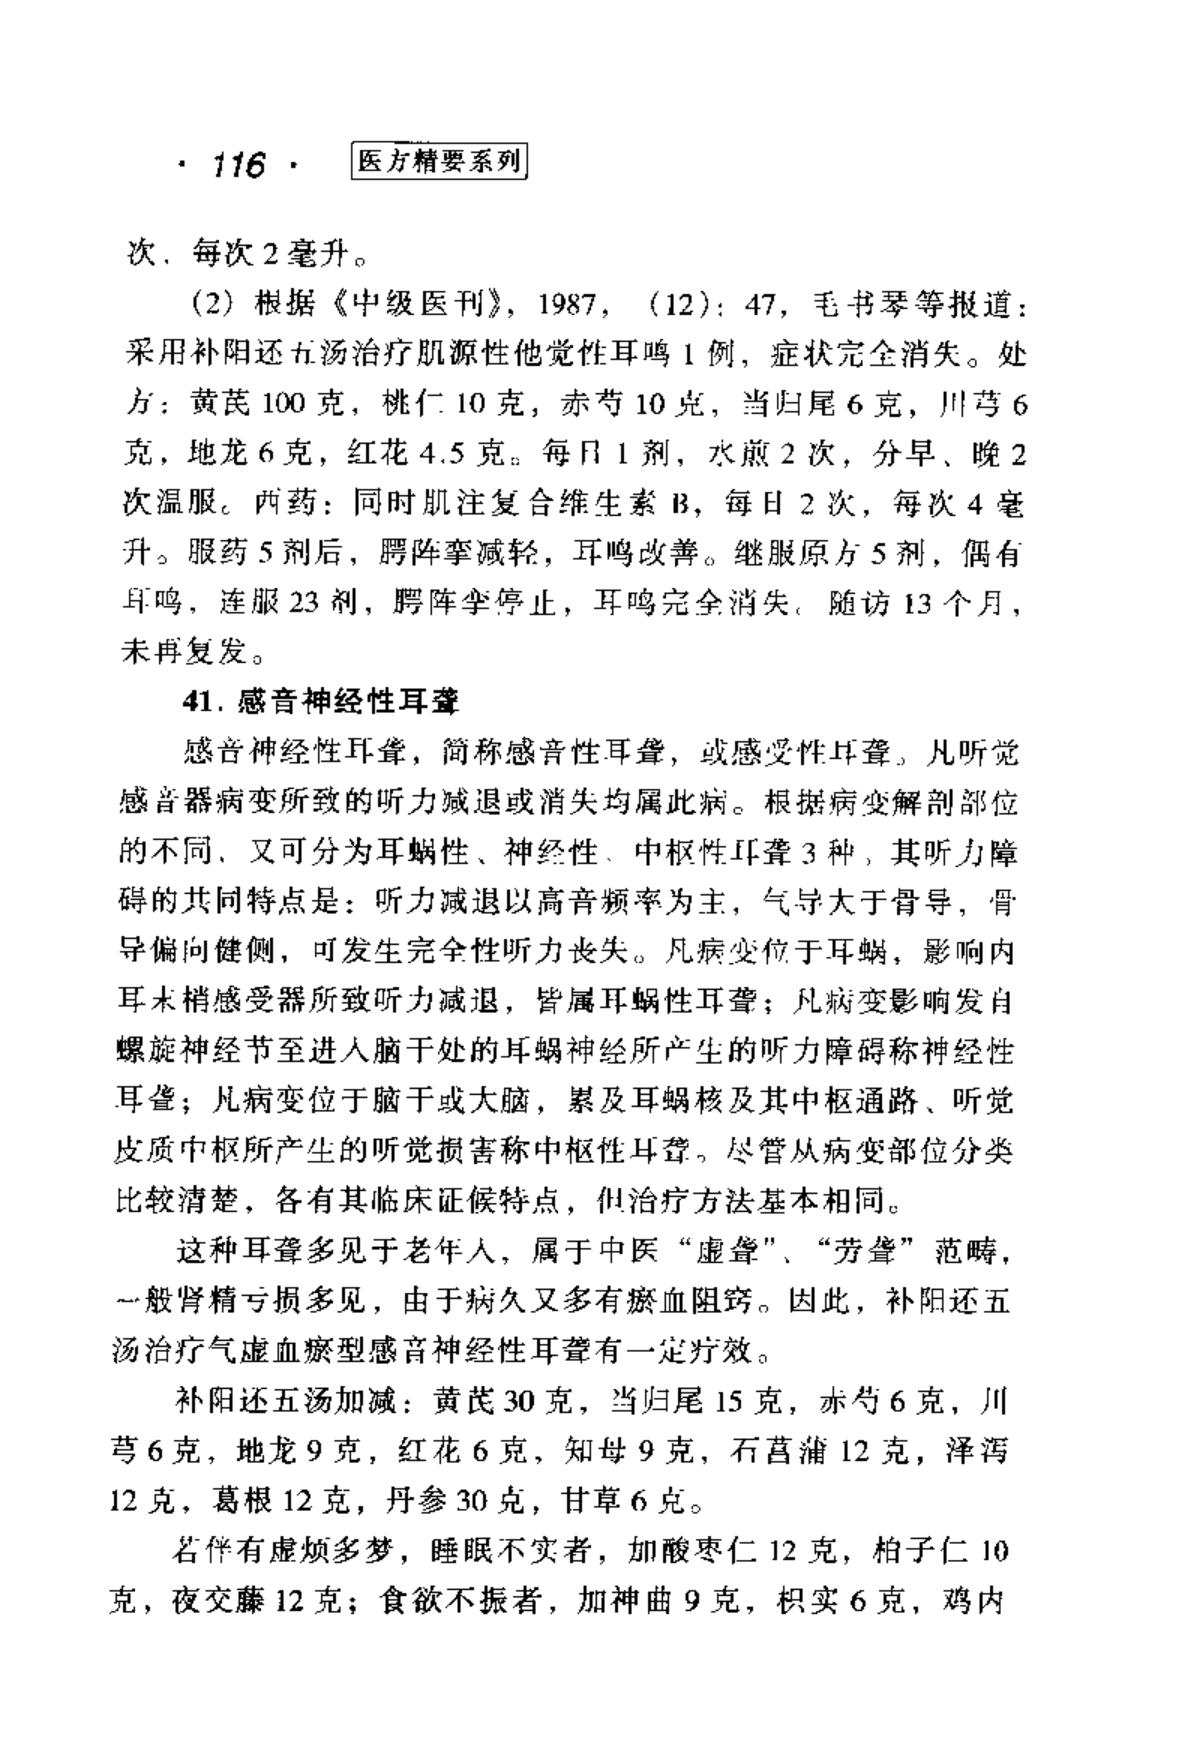 · 116 · 医方精要系列
次，每次 2 毫升。
(2) 根据《中级医刊》，1987，（12）：47，毛书琴等报道：
采用补阳还五汤治疗肌源性他觉性耳鸣 1 例，症状完全消失。处
方：黄芪 100 克，桃仁 10 克，赤芍 10 克，当归尾 6 克，川芎 6
克，地龙 6 克，红花 4.5 克。每日 1 剂，水煎 2 次，分早、晚 2
次温服。西药：同时肌注复合维生素 B，每日 2 次，每次 4 毫
升。服药 5 剂后，腭阵挛减轻，耳鸣改善。继服原方 5 剂，偶有
耳鸣，连服 23 剂，腭阵挛停止，耳鸣完全消失。随访 13 个月，
未再复发。
41. 感音神经性耳聋
感音神经性耳聋，简称感音性耳聋，或感受性耳聋。凡听觉
感音器病变所致的听力减退或消失均属此病。根据病变解剖部位
的不同，又可分为耳蜗性、神经性、中枢性耳聋 3 种，其听力障
碍的共同特点是：听力减退以高音频率为主，气导大于骨导，骨
导偏向健侧，可发生完全性听力丧失。凡病变位于耳蜗，影响内
耳末梢感受器所致听力减退，皆属耳蜗性耳聋；凡病变影响发自
螺旋神经节至进入脑干处的耳蜗神经所产生的听力障碍称神经性
耳聋；凡病变位于脑干或大脑，累及耳蜗核及其中枢通路、听觉
皮质中枢所产生的听觉损害称中枢性耳聋。尽管从病变部位分类
比较清楚，各有其临床证候特点，但治疗方法基本相同。
这种耳聋多见于老年人，属于中医“虚聋”、“劳聋”范畴，
一般肾精亏损多见，由于病久又多有瘀血阻窍。因此，补阳还五
汤治疗气虚血瘀型感音神经性耳聋有一定疗效。
补阳还五汤加减：黄芪 30 克，当归尾 15 克，赤芍 6 克，川
芎 6 克，地龙 9 克，红花 6 克，知母 9 克，石菖蒲 12 克，泽泻
12 克，葛根 12 克，丹参 30 克，甘草 6 克。
若伴有虚烦多梦，睡眠不实者，加酸枣仁 12 克，柏子仁 10
克，夜交藤 12 克；食欲不振者，加神曲 9 克，枳实 6 克，鸡内